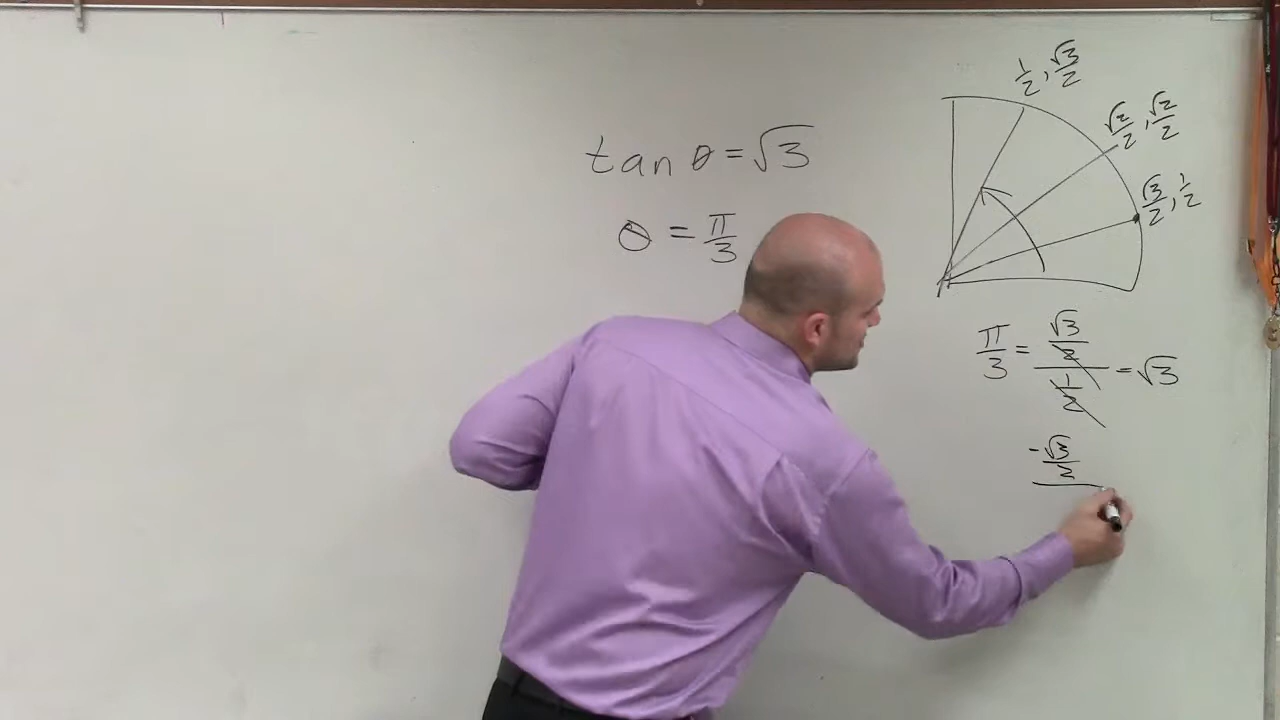 tan θ = √3
θ = π/3
1/2, √3/2
√2/2, √2/2
√3/2, 1/2
π/3 = (√3/2)/(1/2) = √3
-√3/2